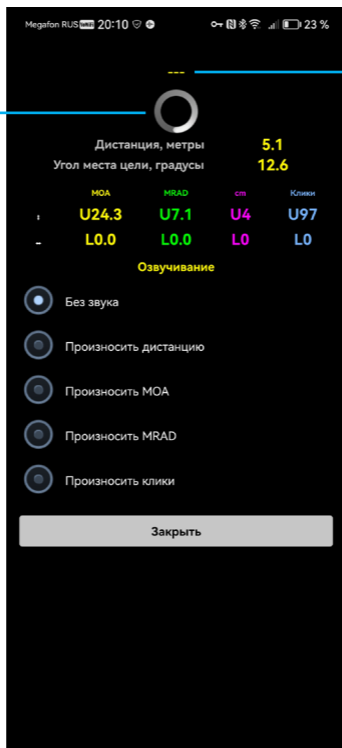 Megafon RUS WiFi 20:10 23 %
---
Дистанция, метры 5.1
Угол места цели, градусы 12.6
MOA MRAD cm Клики
U24.3 U7.1 U4 U97
- L0.0 L0.0 L0 L0
Озвучивание
Без звука
Произносить дистанцию
Произносить MOA
Произносить MRAD
Произносить клики
Закрыть